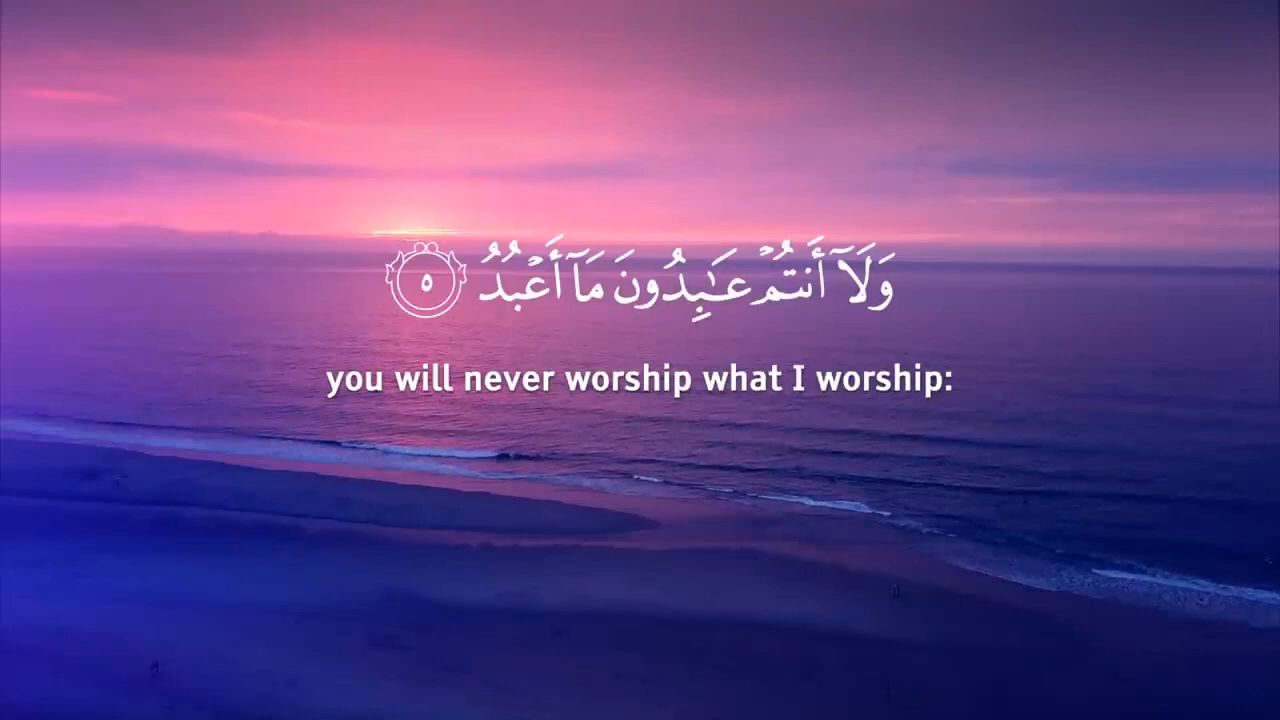 وَلَآ أَنتُمْ عَـٰبِدُونَ مَآ أَعْبُدُ ٥
you will never worship what I worship: